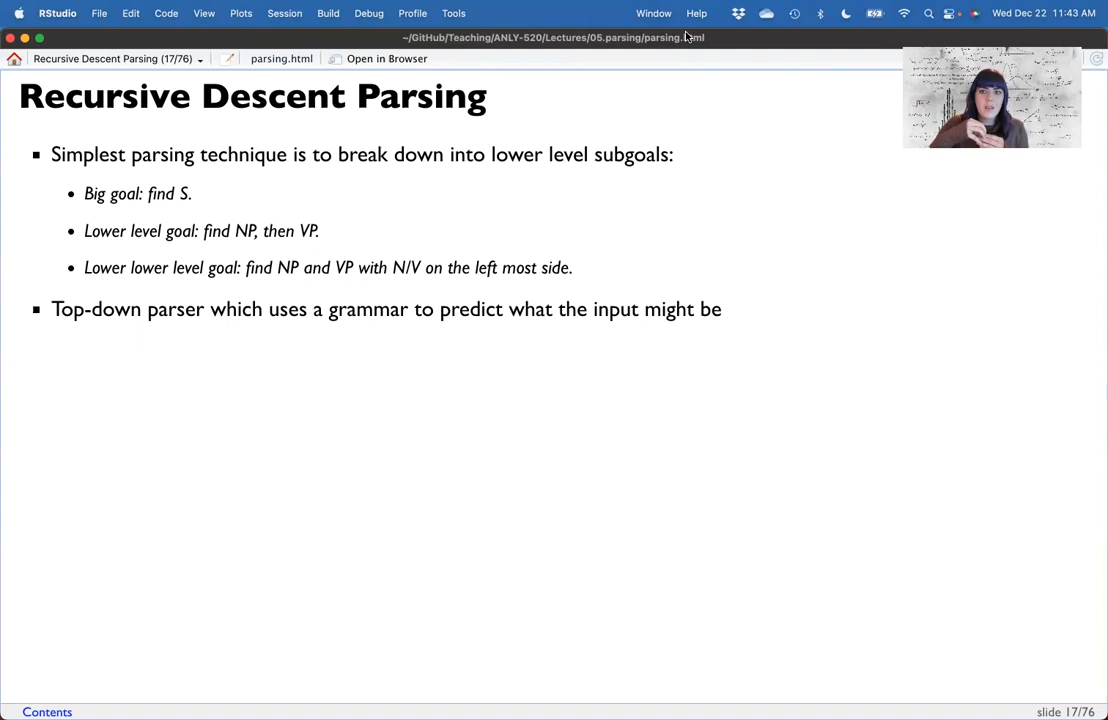 RStudio File Edit Code View Plots Session Build Debug Profile Tools Window Help Wed Dec 22 11:43 AM
~/GitHub/Teaching/ANLY-520/Lectures/05.parsing/parsing.html
Recursive Descent Parsing (17/76) parsing.html Open in Browser
Recursive Descent Parsing
▪ Simplest parsing technique is to break down into lower level subgoals:
• Big goal: find S.
• Lower level goal: find NP, then VP.
• Lower lower level goal: find NP and VP with N/V on the left most side.
▪ Top-down parser which uses a grammar to predict what the input might be
Contents slide 17/76